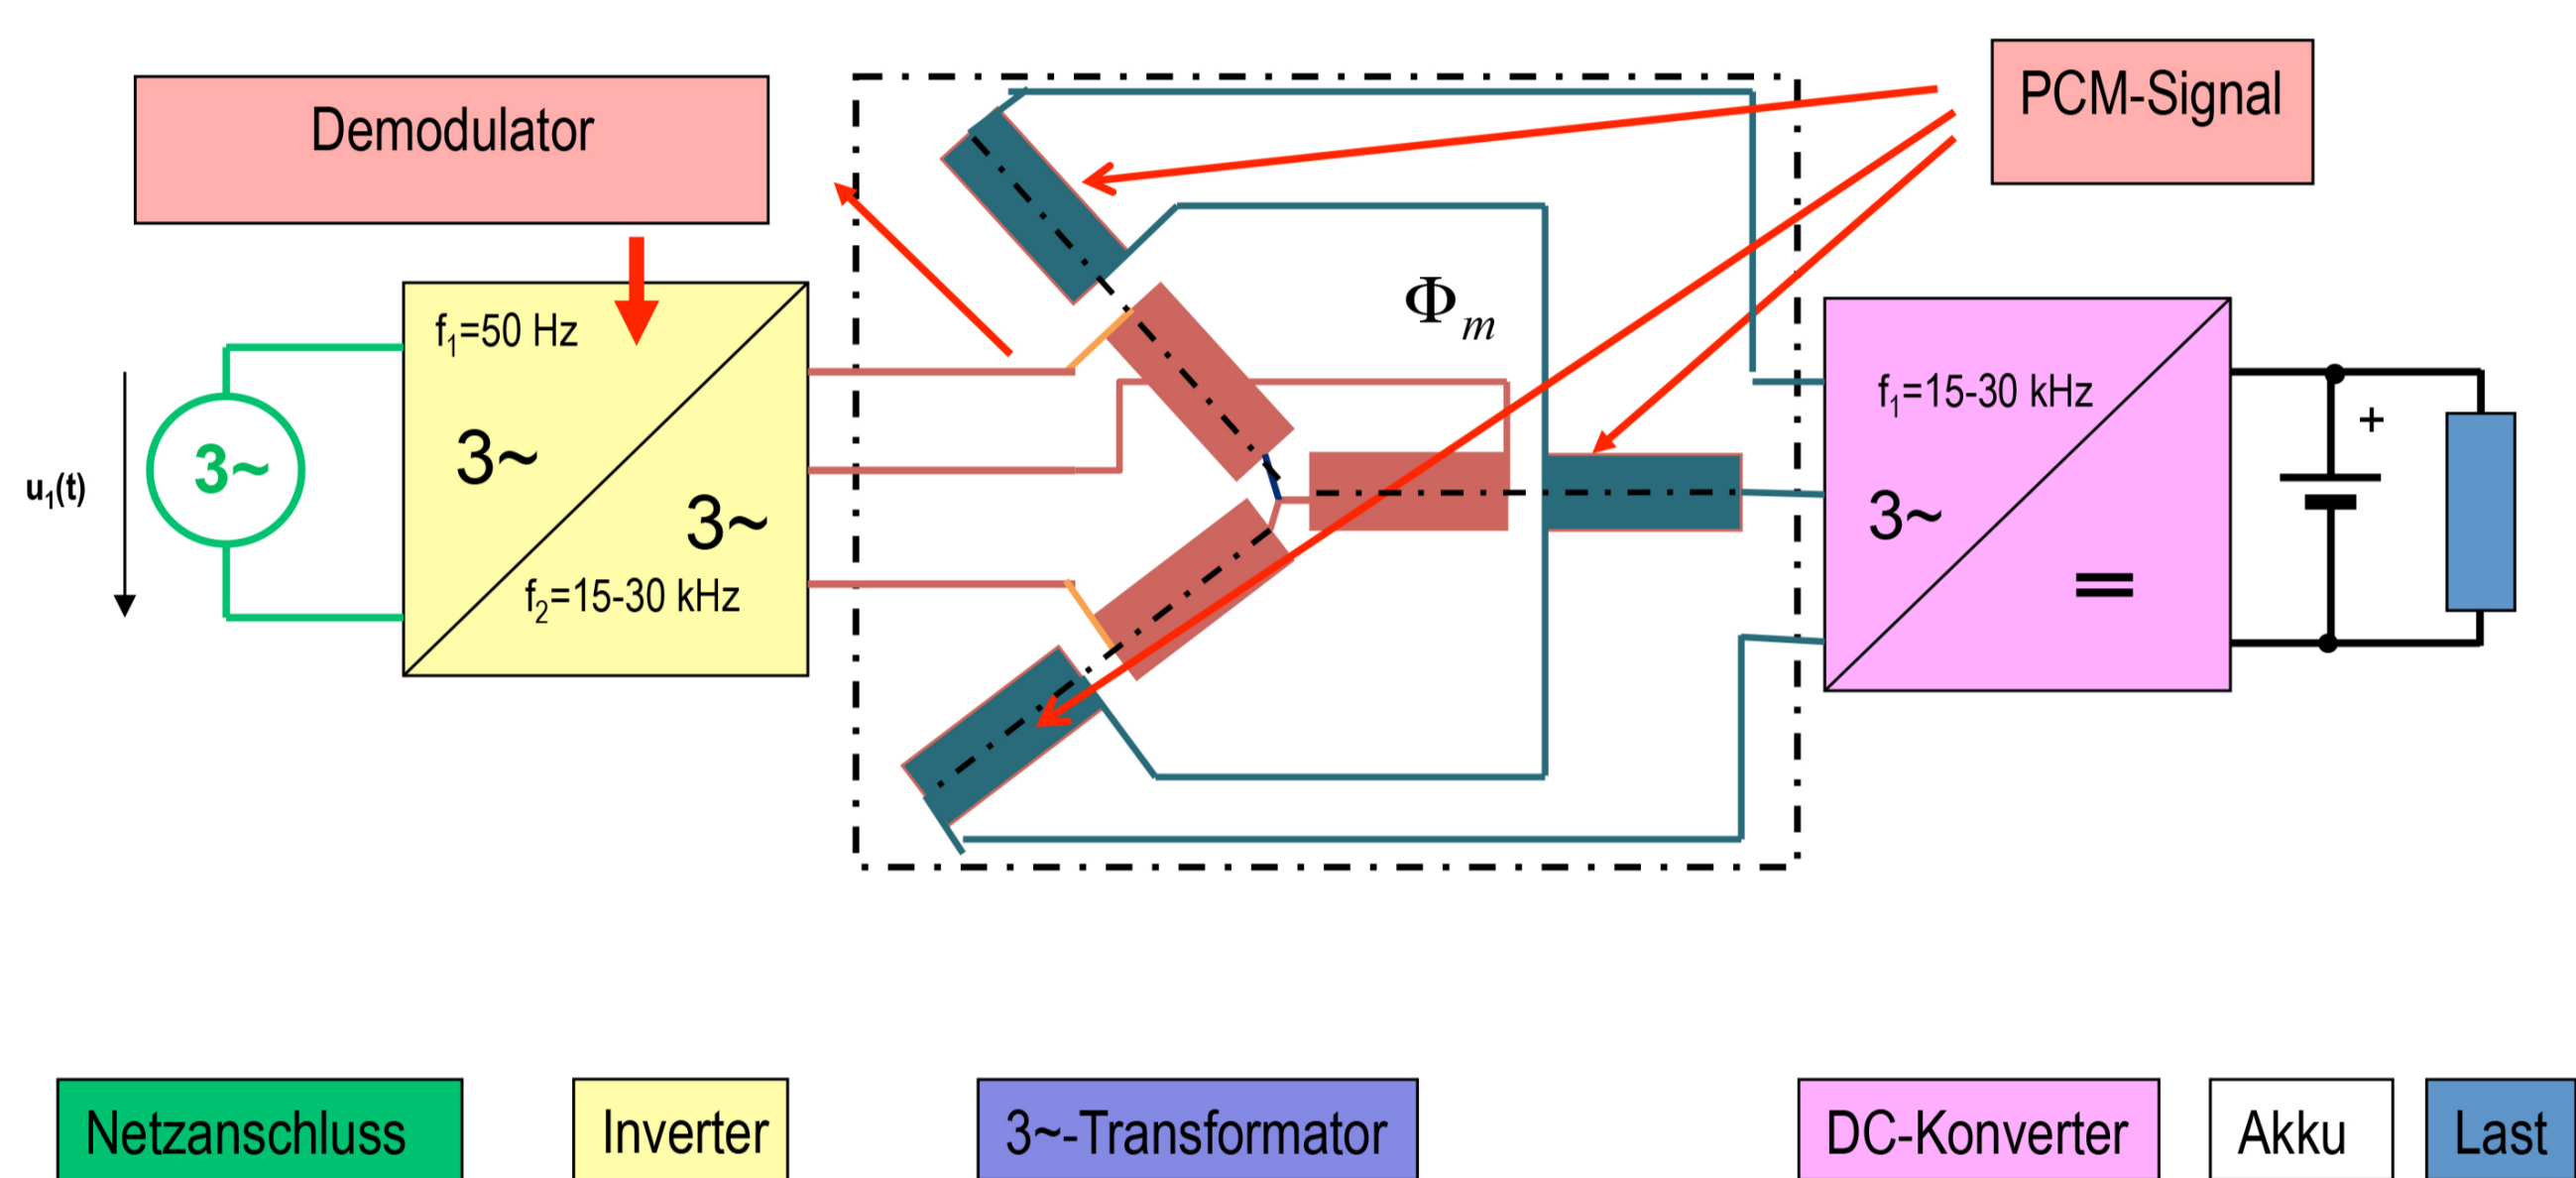 Demodulator
PCM-Signal
f₁=50 Hz
3~
3~
f₂=15-30 kHz
u₁(t)
3~
Φₘ
f₁=15-30 kHz
3~
=
+
Netzanschluss
Inverter
3~-Transformator
DC-Konverter
Akku
Last